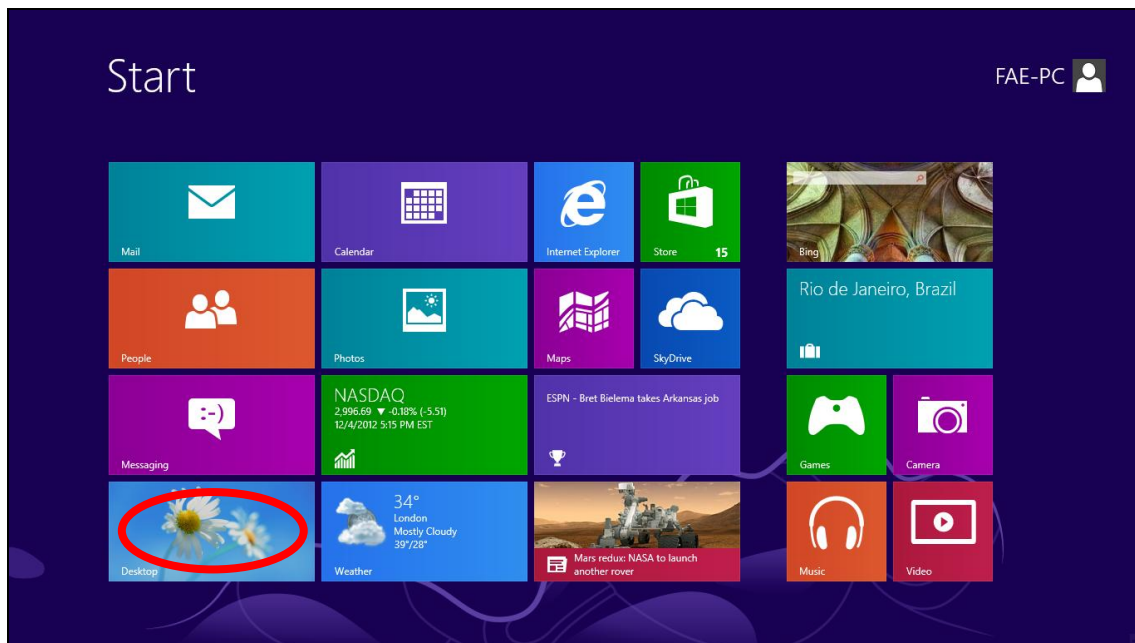 Start
FAE-PC
Mail
Calendar
Internet Explorer
Store 15
Bing
People
Photos
Maps
SkyDrive
Rio de Janeiro, Brazil
Messaging
NASDAQ
2,996.69 ▼ -0.18% (-5.51)
12/4/2012 5:15 PM EST
ESPN - Bret Bielema takes Arkansas job
Games
Camera
Desktop
34°
London
Mostly Cloudy
39°/28°
Weather
Mars redux: NASA to launch
another rover
Music
Video
:-)